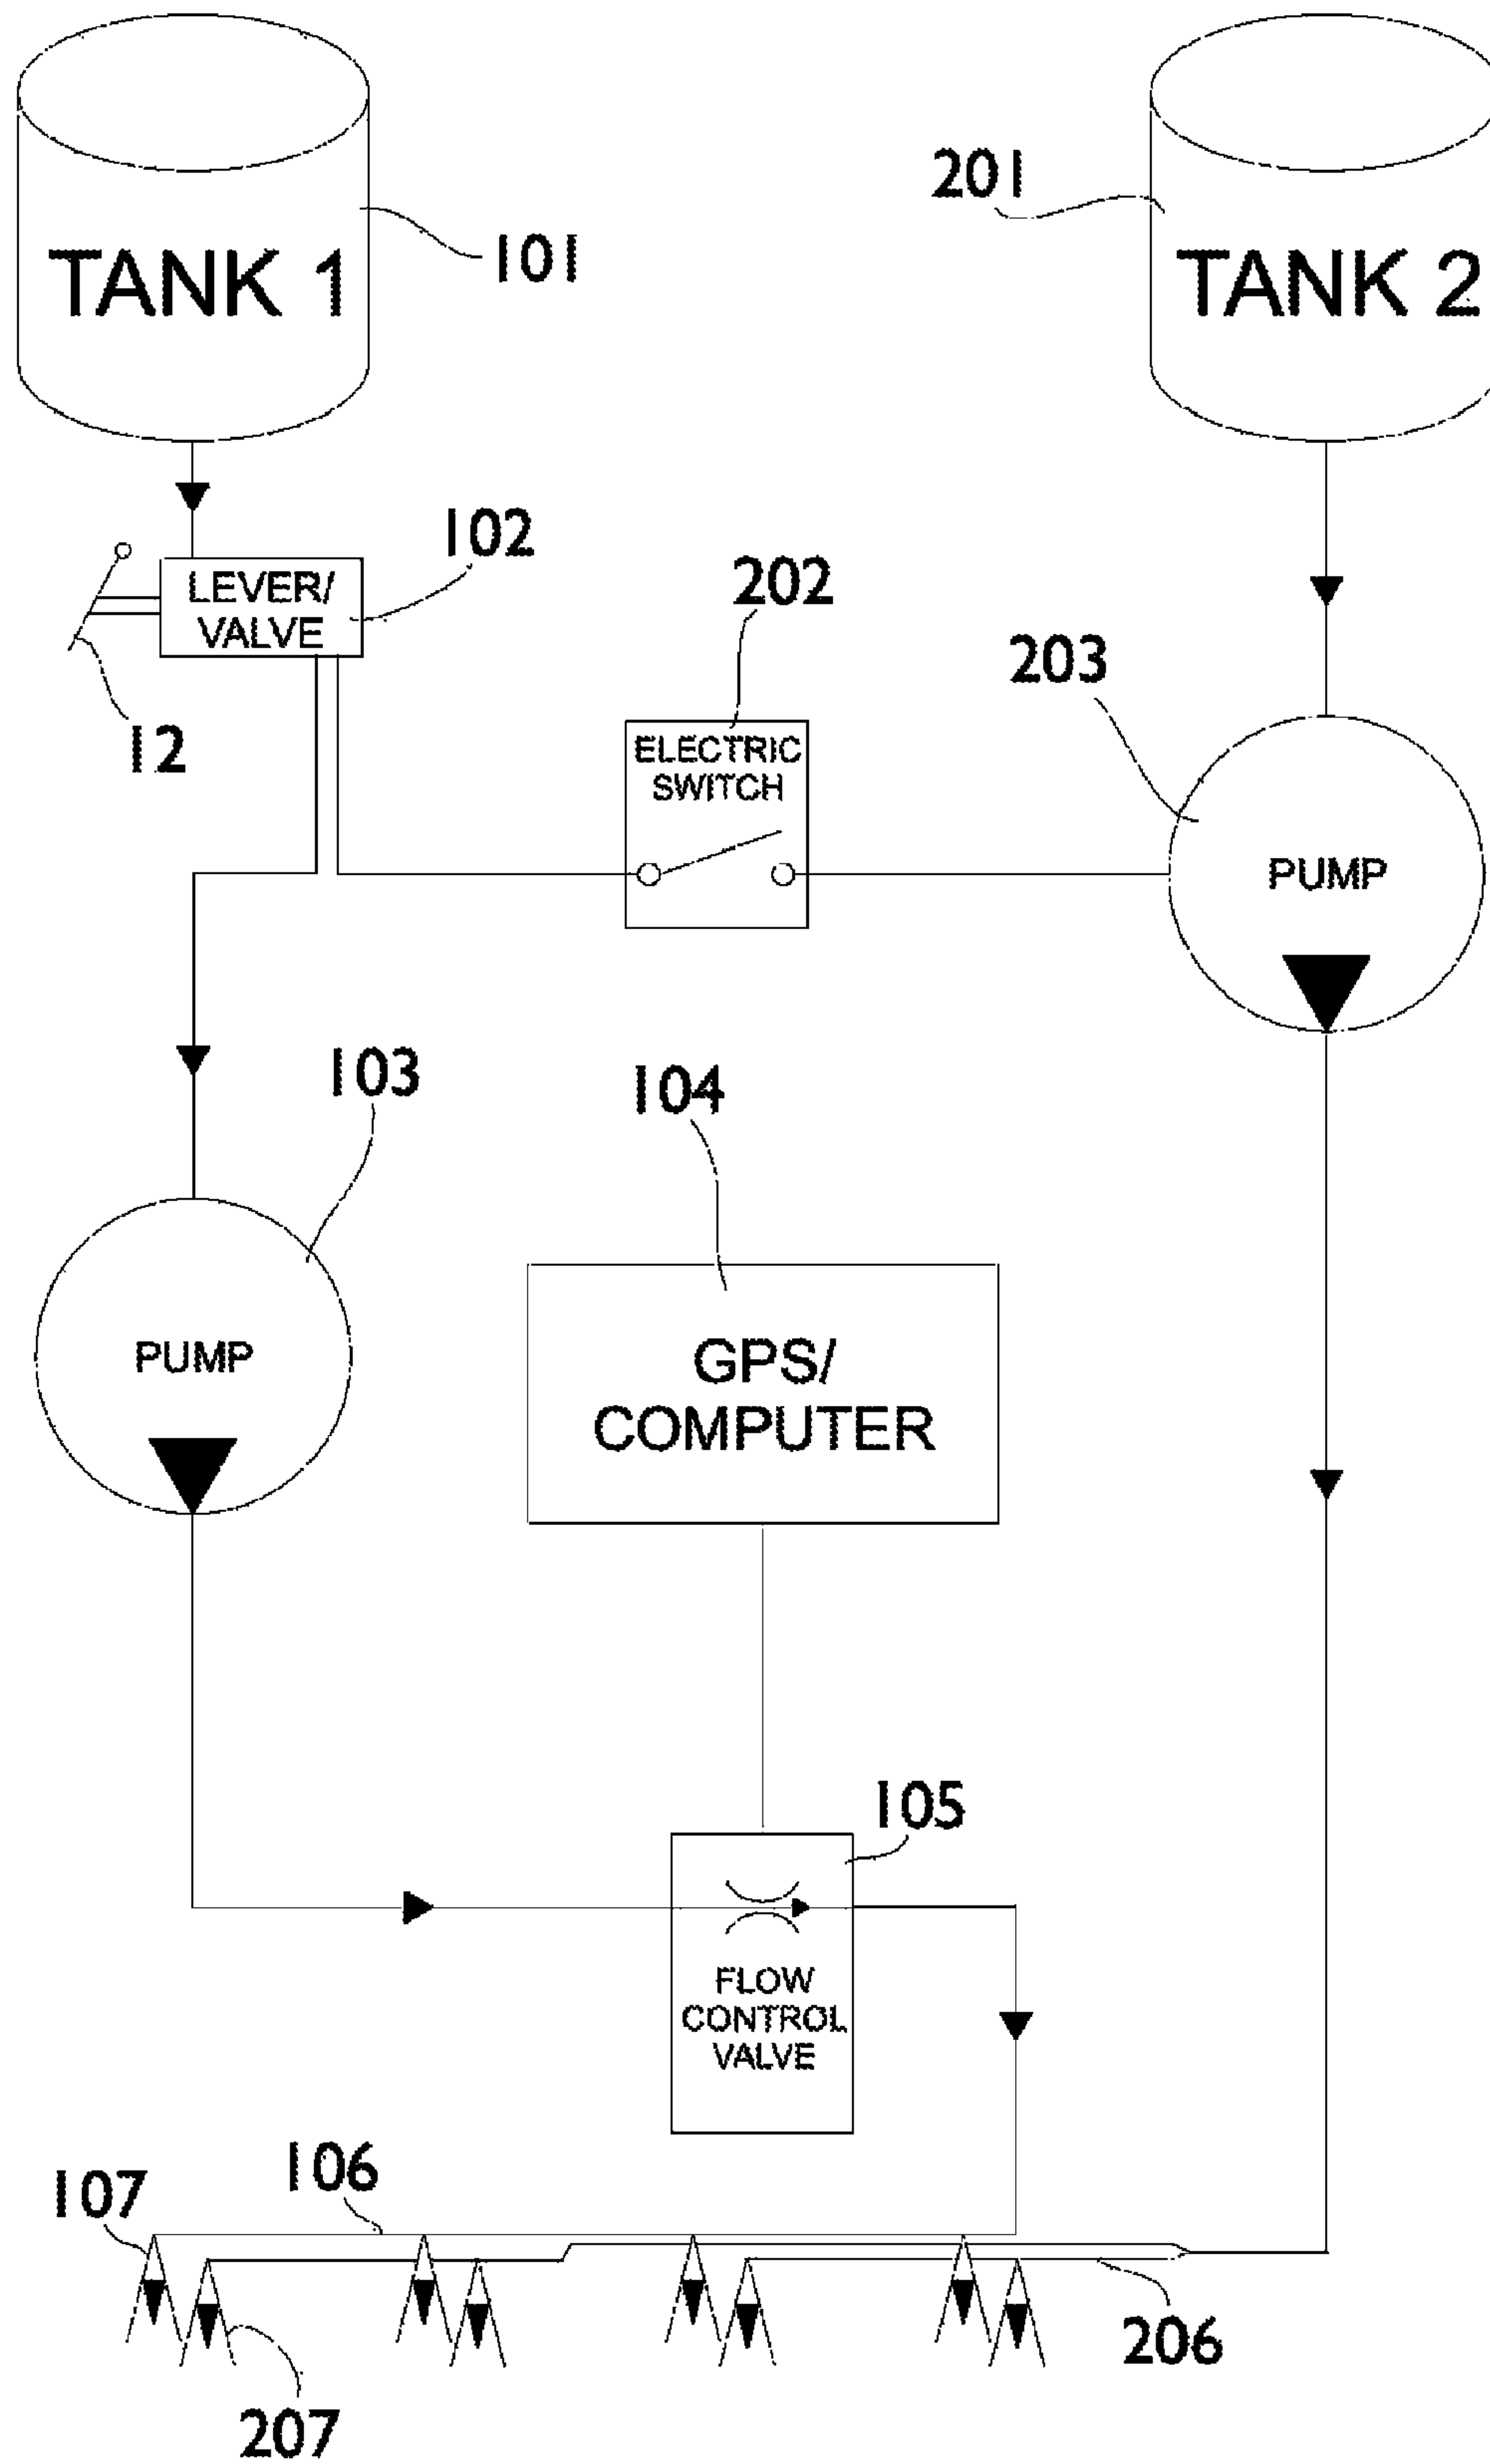 TANK 1
101
201
TANK 2
102
LEVER/
VALVE
12
202
ELECTRIC
SWITCH
203
PUMP
103
PUMP
104
GPS/
COMPUTER
105
FLOW
CONTROL
VALVE
107
106
206
207